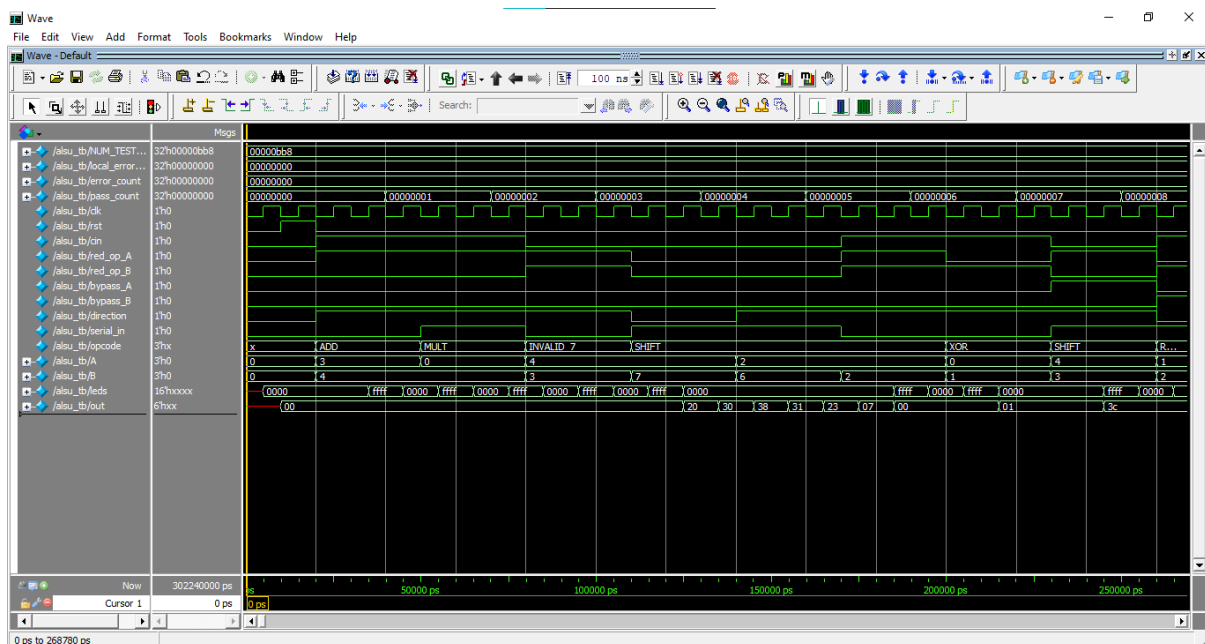 Wave
File Edit View Add Format Tools Bookmarks Window Help
Wave - Default
100 ns
Search:
Msgs
/alsu_tb/NUM_TEST... 32'h00000bb8 00000bb8
/alsu_tb/local_error... 32'h00000000 00000000
/alsu_tb/error_count 32'h00000000 00000000
/alsu_tb/pass_count 32'h00000000 00000000 00000001 00000002 00000003 00000004 00000005 00000006 00000007 00000008
/alsu_tb/clk 1'h0
/alsu_tb/rst 1'h0
/alsu_tb/cin 1'h0
/alsu_tb/red_op_A 1'h0
/alsu_tb/red_op_B 1'h0
/alsu_tb/bypass_A 1'h0
/alsu_tb/bypass_B 1'h0
/alsu_tb/direction 1'h0
/alsu_tb/serial_in 1'h0
/alsu_tb/opcode 3'hx x ADD MULT INVALID_7 SHIFT XOR SHIFT R...
/alsu_tb/A 3'h0 0 3 0 4 2 0 4 1
/alsu_tb/B 3'h0 0 4 3 7 6 2 1 3 2
/alsu_tb/leds 16'hxxxx 0000 ffff 0000 ffff 0000 ffff 0000 ffff 0000 ffff 0000 ffff 0000 ffff 0000 ffff 0000
/alsu_tb/out 6'hxx 00 20 30 38 31 23 07 00 01 3c
Now 302240000 ps ps 50000 ps 100000 ps 150000 ps 200000 ps 250000 ps
Cursor 1 0 ps 0 ps
0 ps to 268780 ps